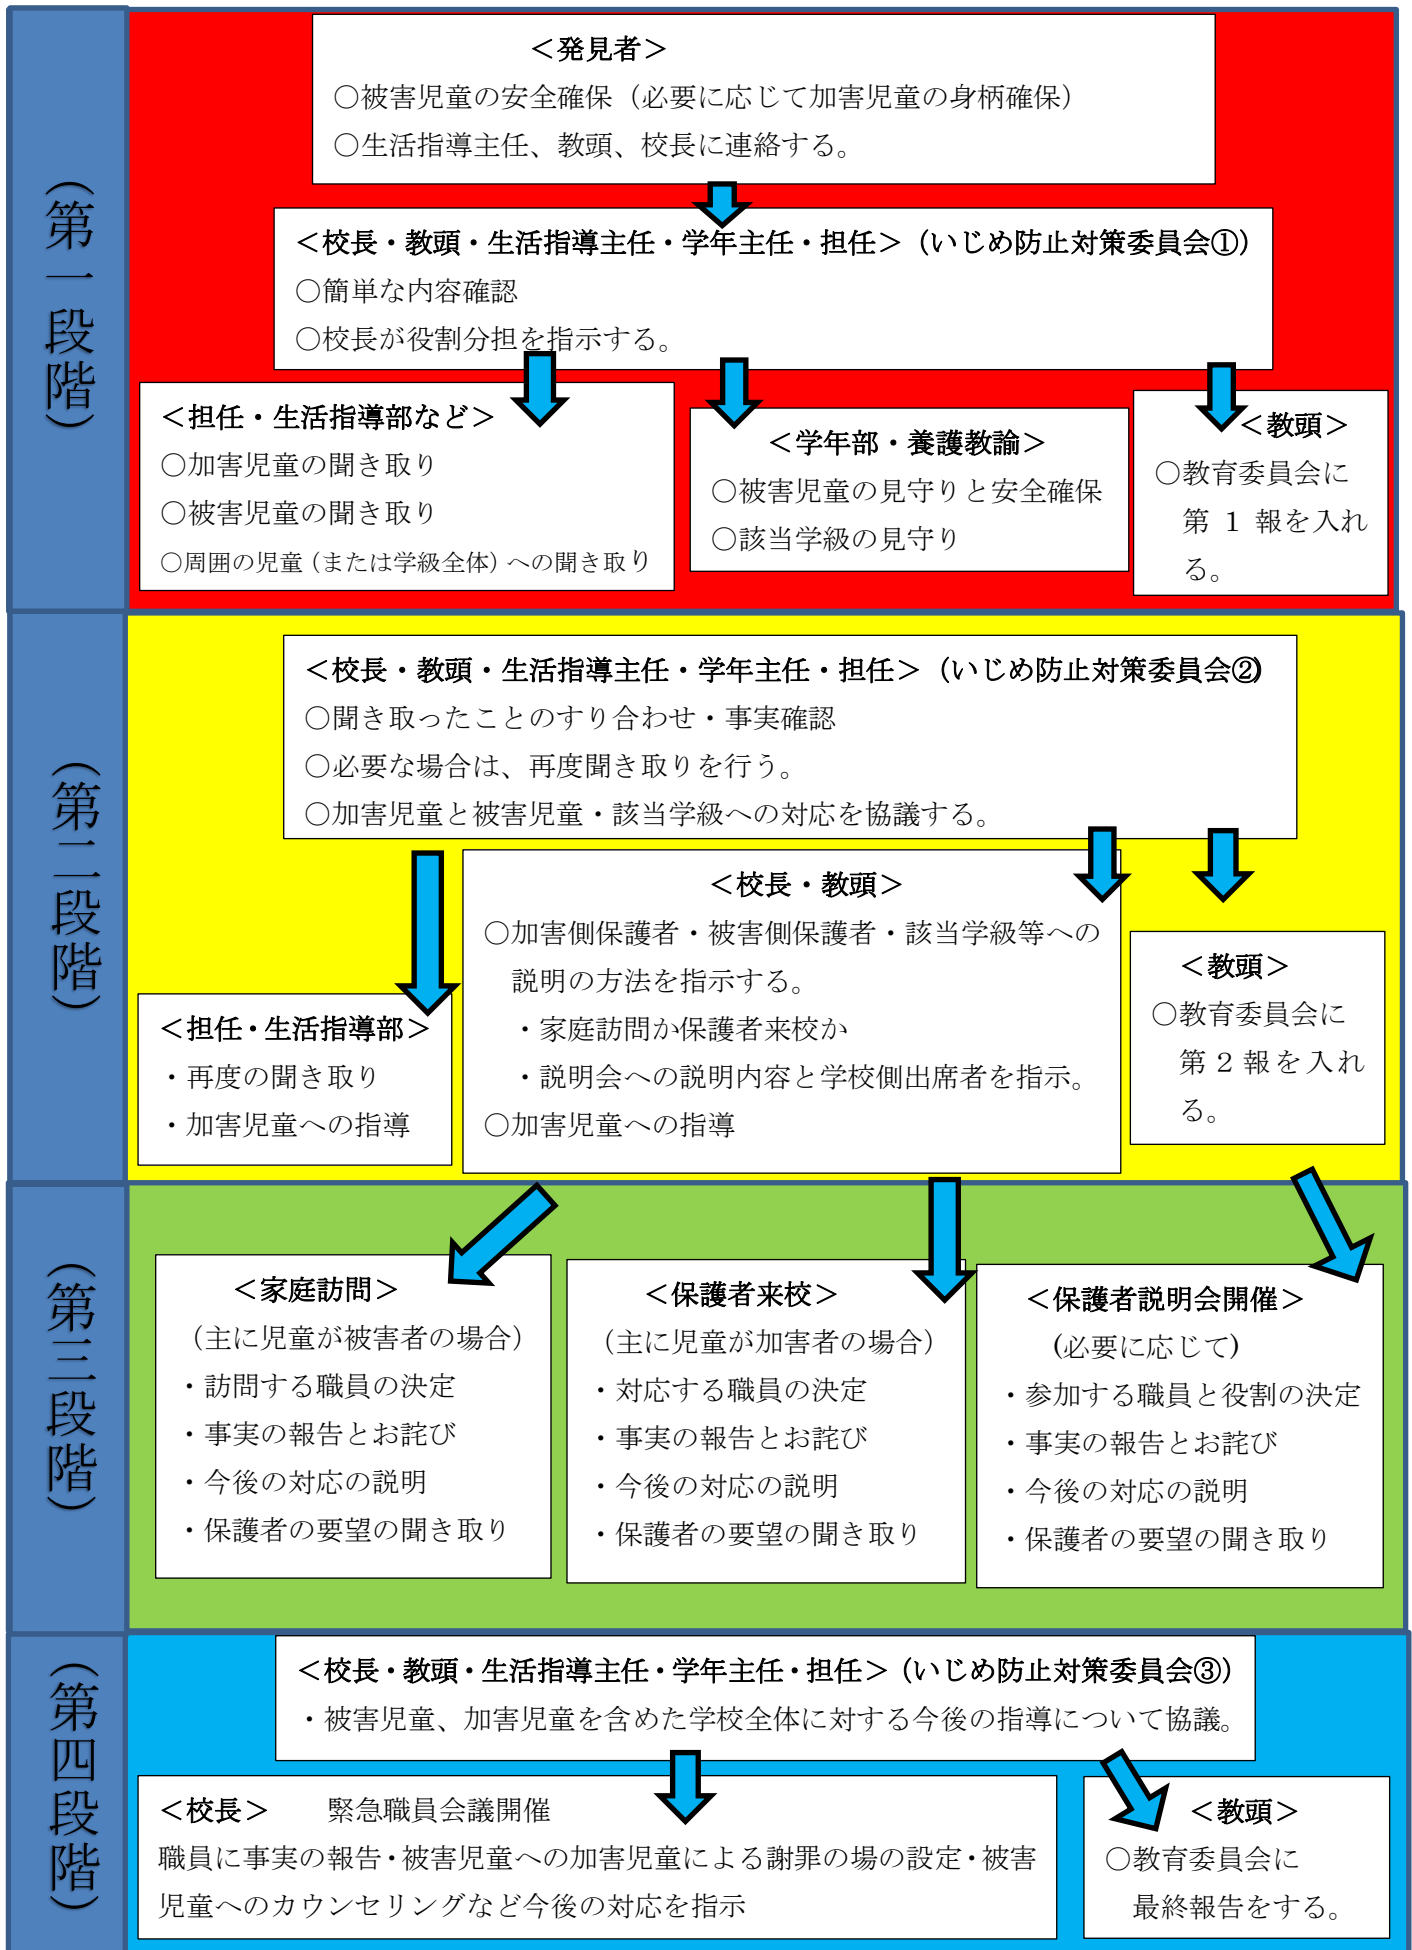 （第一段階）
＜発見者＞
○被害児童の安全確保（必要に応じて加害児童の身柄確保）
○生活指導主任、教頭、校長に連絡する。
＜校長・教頭・生活指導主任・学年主任・担任＞（いじめ防止対策委員会①）
○簡単な内容確認
○校長が役割分担を指示する。
＜担任・生活指導部など＞
○加害児童の聞き取り
○被害児童の聞き取り
○周囲の児童（または学級全体）への聞き取り
＜学年部・養護教諭＞
○被害児童の見守りと安全確保
○該当学級の見守り
＜教頭＞
○教育委員会に
第 1 報を入れ
る。
（第二段階）
＜校長・教頭・生活指導主任・学年主任・担任＞（いじめ防止対策委員会②）
○聞き取ったことのすり合わせ・事実確認
○必要な場合は、再度聞き取りを行う。
○加害児童と被害児童・該当学級への対応を協議する。
＜担任・生活指導部＞
・再度の聞き取り
・加害児童への指導
＜校長・教頭＞
○加害側保護者・被害側保護者・該当学級等への
説明の方法を指示する。
・家庭訪問か保護者来校か
・説明会への説明内容と学校側出席者を指示。
○加害児童への指導
＜教頭＞
○教育委員会に
第 2 報を入れ
る。
（第三段階）
＜家庭訪問＞
（主に児童が被害者の場合）
・訪問する職員の決定
・事実の報告とお詫び
・今後の対応の説明
・保護者の要望の聞き取り
＜保護者来校＞
（主に児童が加害者の場合）
・対応する職員の決定
・事実の報告とお詫び
・今後の対応の説明
・保護者の要望の聞き取り
＜保護者説明会開催＞
(必要に応じて)
・参加する職員と役割の決定
・事実の報告とお詫び
・今後の対応の説明
・保護者の要望の聞き取り
（第四段階）
＜校長・教頭・生活指導主任・学年主任・担任＞（いじめ防止対策委員会③）
・被害児童、加害児童を含めた学校全体に対する今後の指導について協議。
＜校長＞　緊急職員会議開催
職員に事実の報告・被害児童への加害児童による謝罪の場の設定・被害
児童へのカウンセリングなど今後の対応を指示
＜教頭＞
○教育委員会に
最終報告をする。